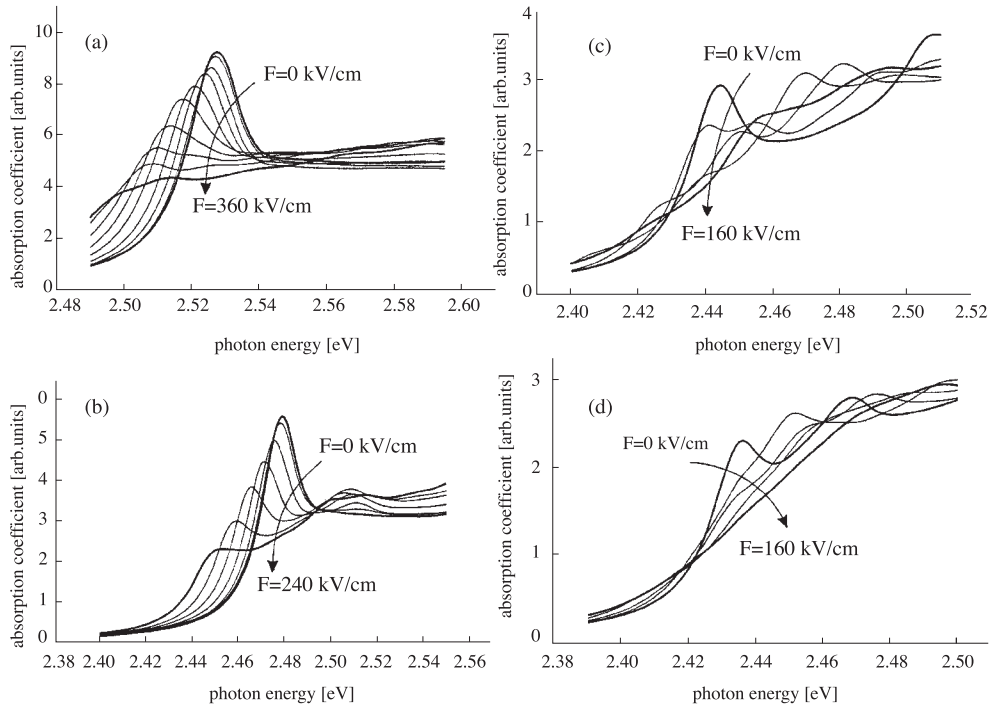 (a)
absorption coefficient [arb.units]
10
8
6
4
2
0
F=0 kV/cm
F=360 kV/cm
2.48 2.50 2.52 2.54 2.56 2.58 2.60
photon energy [eV]
(c)
absorption coefficient [arb.units]
4
3
2
1
0
F=0 kV/cm
F=160 kV/cm
2.40 2.42 2.44 2.46 2.48 2.50 2.52
photon energy [eV]
(b)
absorption coefficient [arb.units]
0
5
4
3
2
1
0
F=0 kV/cm
F=240 kV/cm
2.38 2.40 2.42 2.44 2.46 2.48 2.50 2.52 2.54 2.56
photon energy [eV]
(d)
absorption coefficient [arb.units]
3
2
1
0
F=0 kV/cm
F=160 kV/cm
2.38 2.40 2.42 2.44 2.46 2.48 2.50
photon energy [eV]